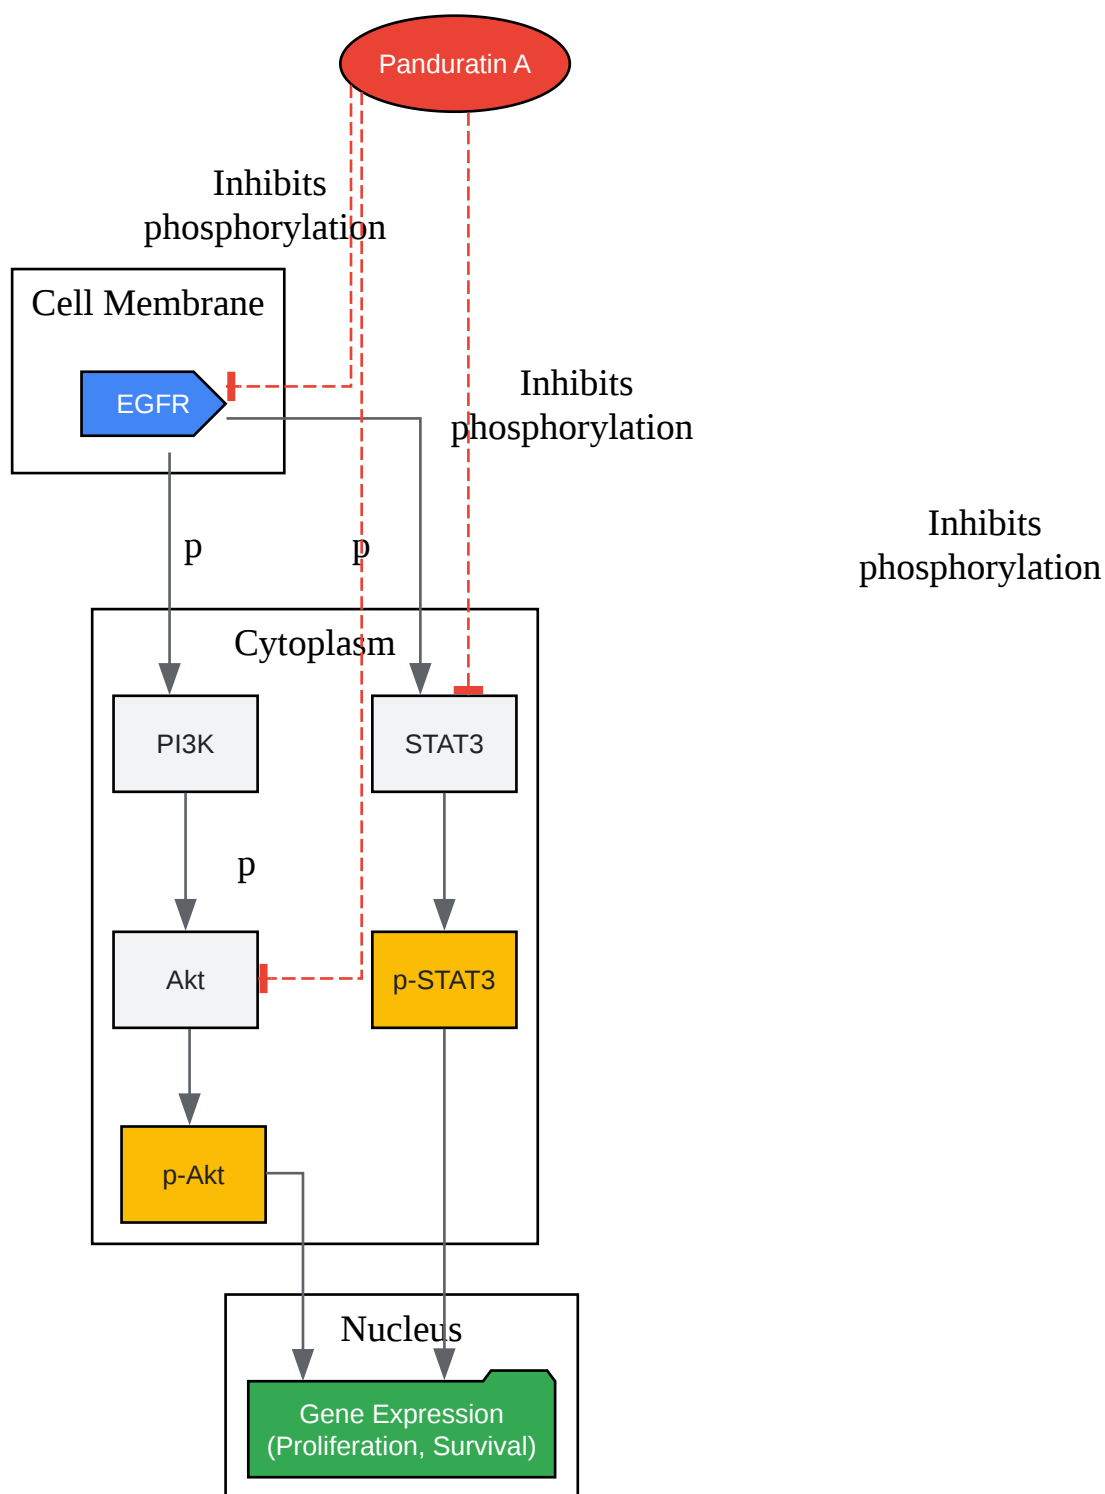 Panduratin A
Inhibits
phosphorylation
Cell Membrane
EGFR
Inhibits
phosphorylation
Inhibits
phosphorylation
p
p
Cytoplasm
PI3K
STAT3
p
Akt
p-STAT3
p-Akt
Nucleus
Gene Expression
(Proliferation, Survival)